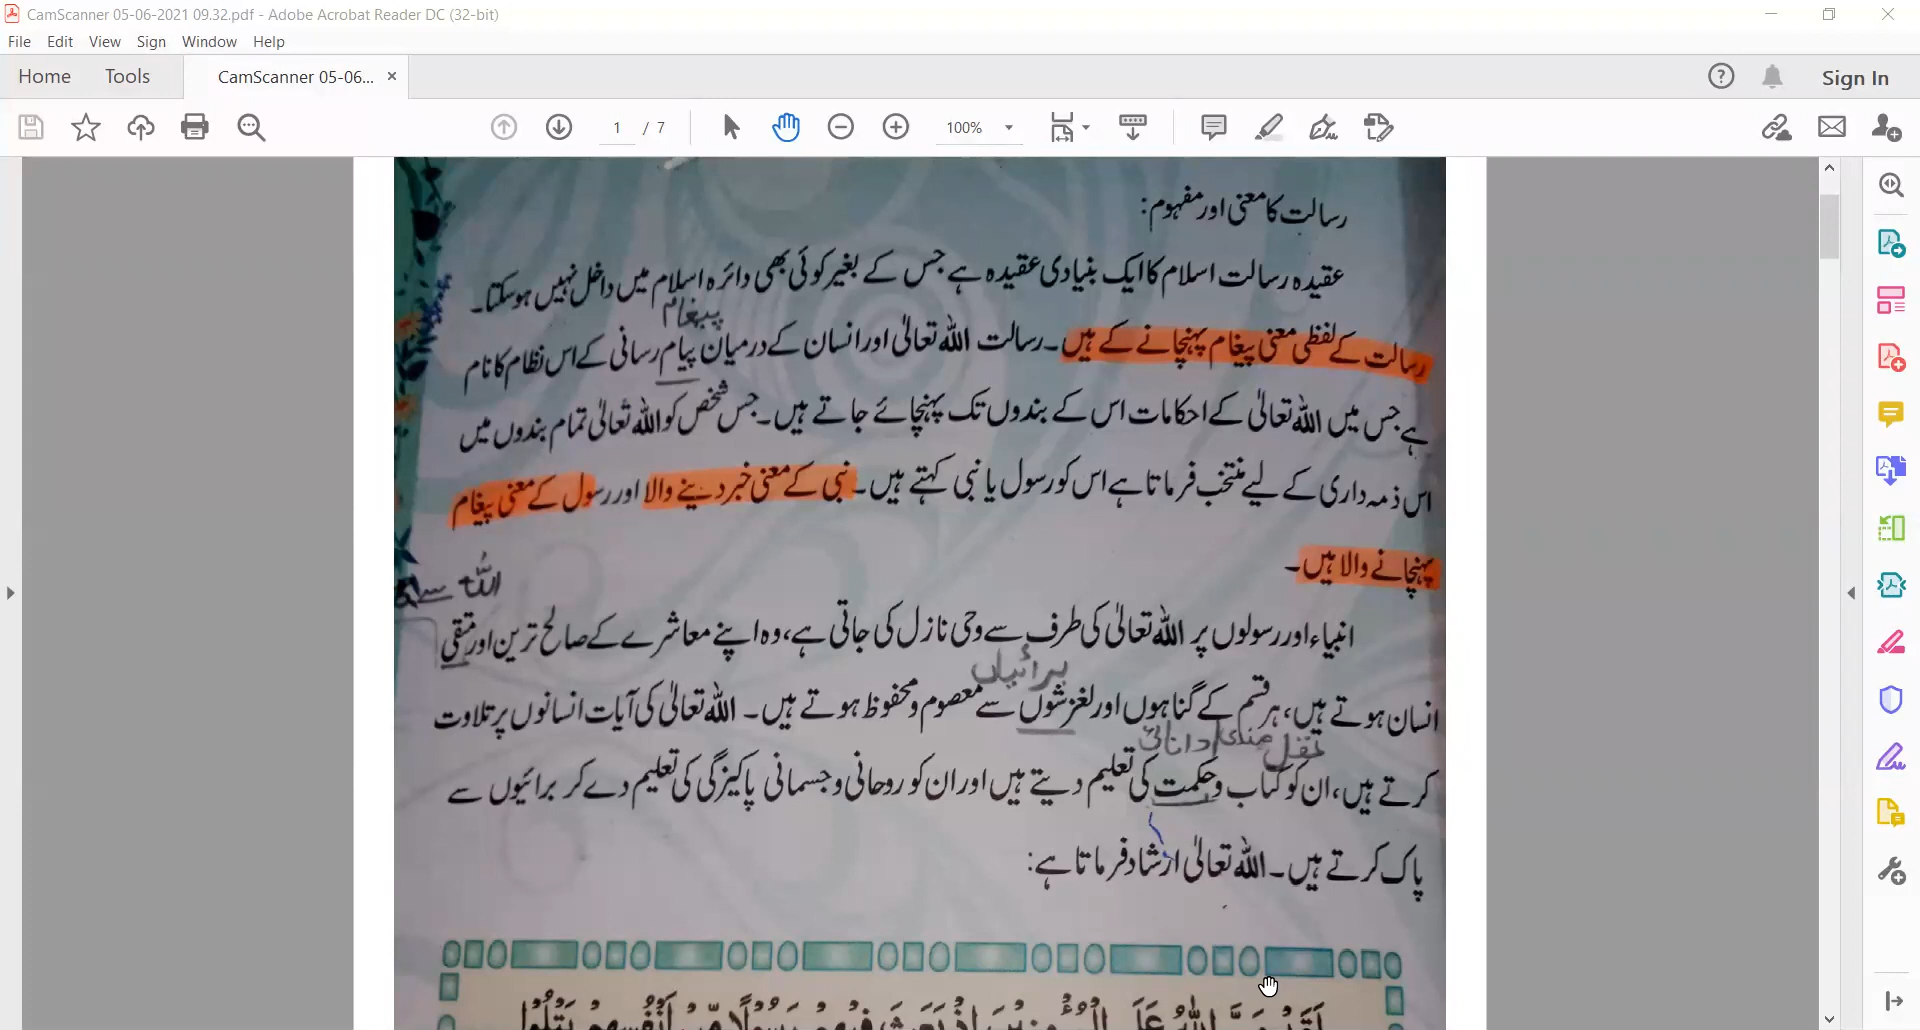 CamScanner 05-06-2021 09.32.pdf - Adobe Acrobat Reader DC (32-bit)
File Edit View Sign Window Help
Home Tools CamScanner 05-06... × Sign In
1 / 7 100%
رسالت کا معنی اور مفہوم:
عقیدہ رسالت اسلام کا ایک بنیادی عقیدہ ہے جس کے بغیر کوئی بھی دائرہ اسلام میں داخل نہیں ہوسکتا۔
پیغام
رسالت کے لفظی معنی پیغام پہنچانے کے ہیں۔ رسالت اللہ تعالیٰ اور انسان کے درمیان پیام رسانی کے اس نظام کا نام
ہے جس میں اللہ تعالیٰ کے احکامات اس کے بندوں تک پہنچائے جاتے ہیں۔ جس شخص کو اللہ تعالیٰ تمام بندوں میں
اس ذمہ داری کے لیے منتخب فرماتا ہے اس کو رسول یا نبی کہتے ہیں۔ نبی کے معنی خبر دینے والا اور رسول کے معنی پیغام
پہنچانے والا ہیں۔
اللہ سے
انبیاء اور رسولوں پر اللہ تعالیٰ کی طرف سے وحی نازل کی جاتی ہے، وہ اپنے معاشرے کے صالح ترین اور متقی
برائیاں
انسان ہوتے ہیں، ہر قسم کے گناہوں اور لغزشوں سے معصوم و محفوظ ہوتے ہیں۔ اللہ تعالیٰ کی آیات انسانوں پر تلاوت
عقل مندی / دانائی
کرتے ہیں، ان کو کتاب و حکمت کی تعلیم دیتے ہیں اور ان کو روحانی و جسمانی پاکیزگی کی تعلیم دے کر برائیوں سے
پاک کرتے ہیں۔ اللہ تعالیٰ ارشاد فرماتا ہے: